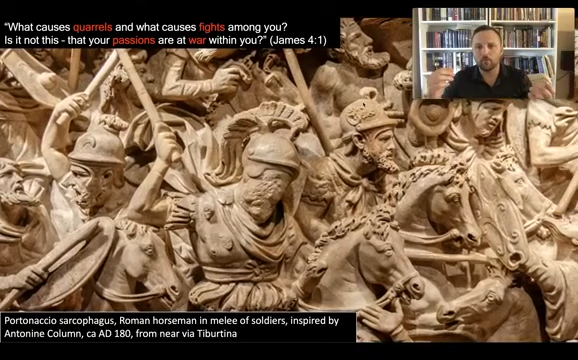 “What causes quarrels and what causes fights among you?
Is it not this - that your passions are at war within you?” (James 4:1)
Portonaccio sarcophagus, Roman horseman in melee of soldiers, inspired by
Antonine Column, ca AD 180, from near via Tiburtina